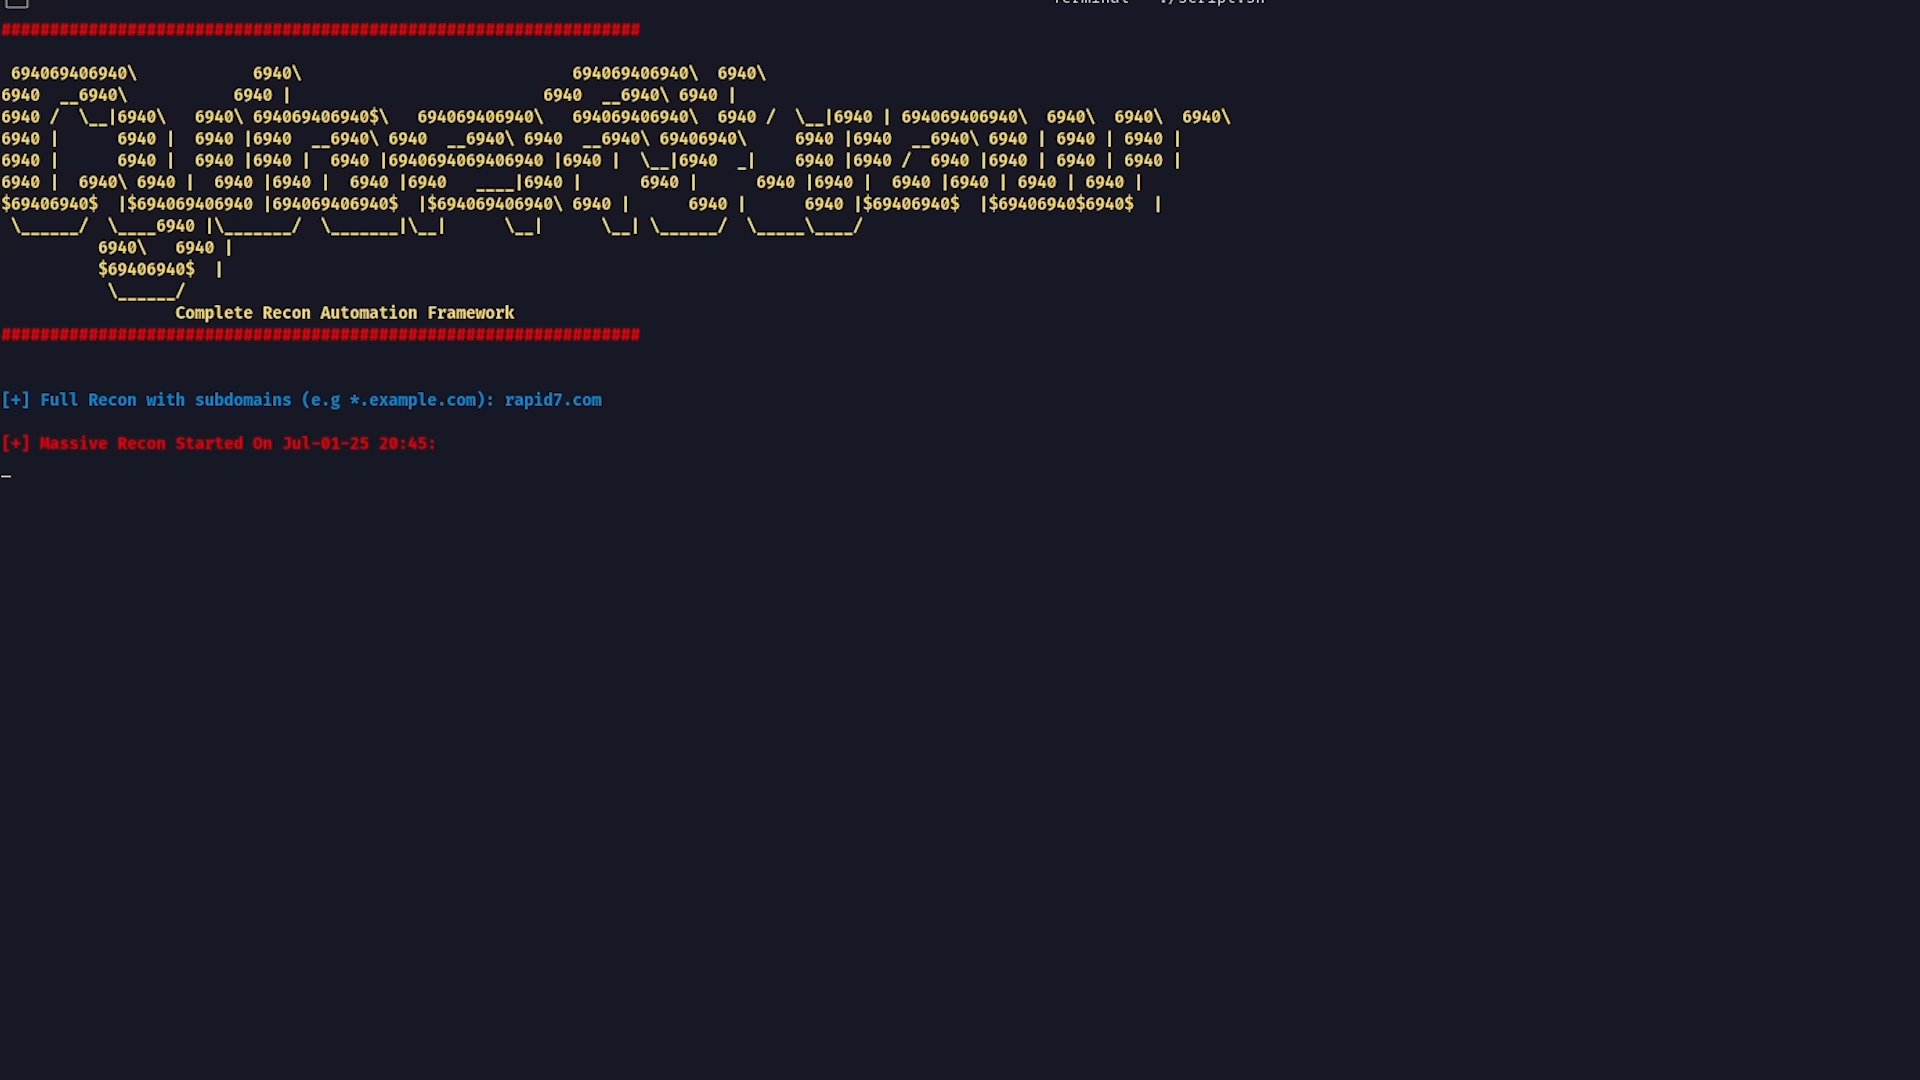 Terminal - ./script.sh
##################################################################
 694069406940\            6940\                            694069406940\  6940\
6940  __6940\           6940 |                          6940  __6940\ 6940 |
6940 /  \__|6940\   6940\ 694069406940$\   694069406940\   694069406940\  6940 /  \__|6940 | 694069406940\  6940\  6940\  6940\
6940 |      6940 |  6940 |6940  __6940\ 6940  __6940\ 6940  __6940\ 69406940\     6940 |6940  __6940\ 6940 | 6940 | 6940 |
6940 |      6940 |  6940 |6940 |  6940 |6940694069406940 |6940 |  \__|6940  _|    6940 |6940 /  6940 |6940 | 6940 | 6940 |
6940 |  6940\ 6940 |  6940 |6940 |  6940 |6940   ____|6940 |      6940 |      6940 |6940 |  6940 |6940 | 6940 | 6940 |
$69406940$  |$694069406940 |694069406940$  |$694069406940\ 6940 |      6940 |      6940 |$69406940$  |$69406940$6940$  |
 \______/  \____6940 |\_______/  \_______|\__|      \__|      \__| \______/  \_____\____/
          6940\   6940 |
          $69406940$  |
           \______/
Complete Recon Automation Framework
##################################################################
[+] Full Recon with subdomains (e.g *.example.com): rapid7.com
[+] Massive Recon Started On Jul-01-25 20:45:
_